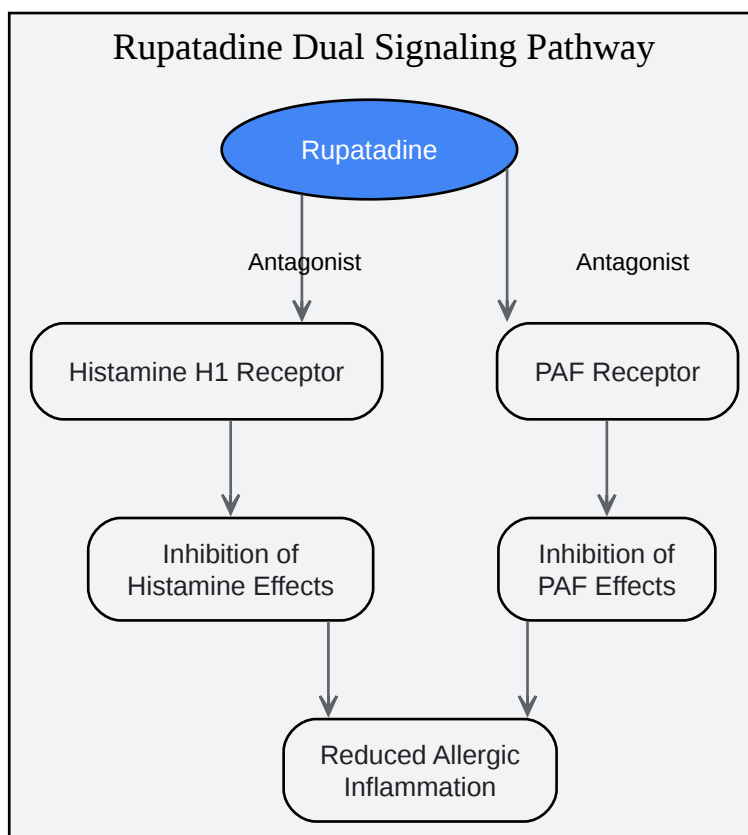 Rupatadine Dual Signaling Pathway
Rupatadine
Antagonist
Antagonist
Histamine H1 Receptor
PAF Receptor
Inhibition of
Histamine Effects
Inhibition of
PAF Effects
Reduced Allergic
Inflammation